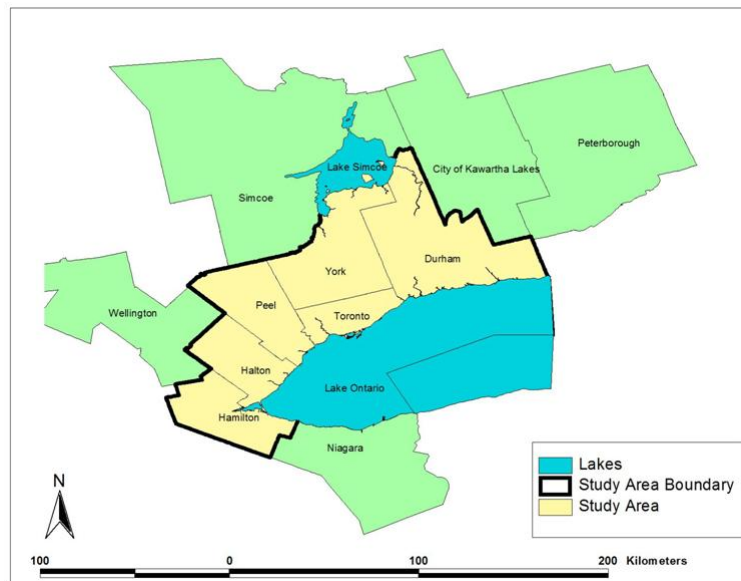 Peterborough
City of Kawartha Lakes
Lake Simcoe
Simcoe
Durham
York
Peel
Wellington
Toronto
Halton
Lake Ontario
Hamilton
Niagara
Lakes
Study Area Boundary
Study Area
N
100 0 100 200 Kilometers